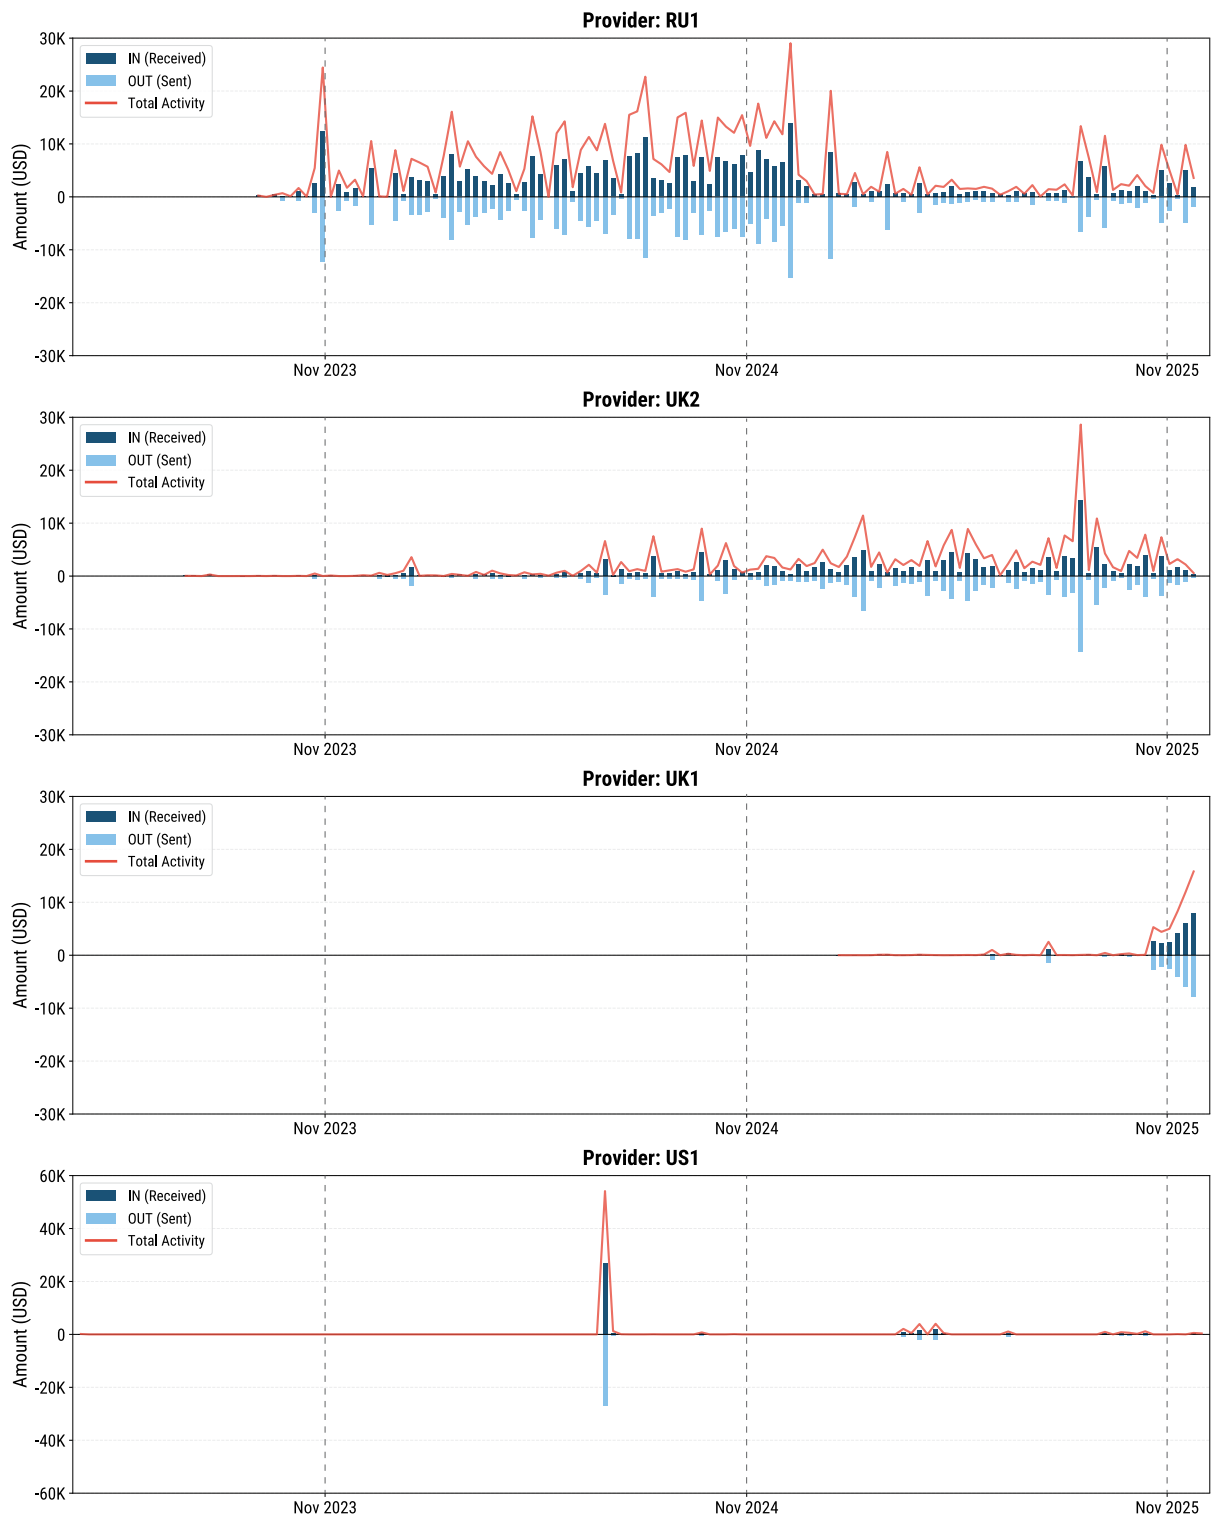 Provider: RU1
30K
20K
10K
0
-10K
-20K
-30K
Amount (USD)
IN (Received)
OUT (Sent)
Total Activity
Nov 2023
Nov 2024
Nov 2025
Provider: UK2
30K
20K
10K
0
-10K
-20K
-30K
Amount (USD)
IN (Received)
OUT (Sent)
Total Activity
Nov 2023
Nov 2024
Nov 2025
Provider: UK1
30K
20K
10K
0
-10K
-20K
-30K
Amount (USD)
IN (Received)
OUT (Sent)
Total Activity
Nov 2023
Nov 2024
Nov 2025
Provider: US1
60K
40K
20K
0
-20K
-40K
-60K
Amount (USD)
IN (Received)
OUT (Sent)
Total Activity
Nov 2023
Nov 2024
Nov 2025